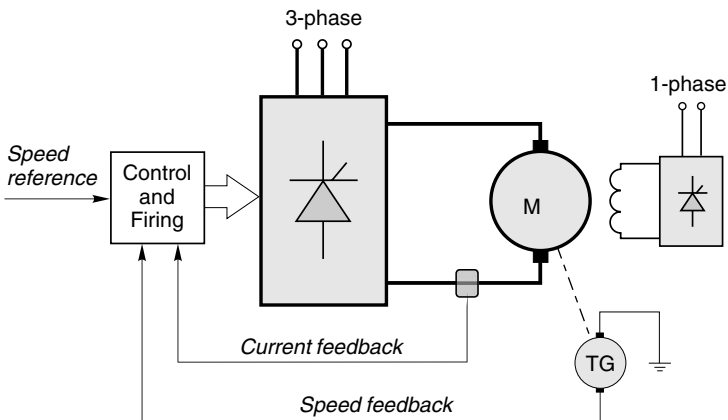 3-phase
1-phase
Speed
reference
Control
and
Firing
M
Current feedback
TG
Speed feedback